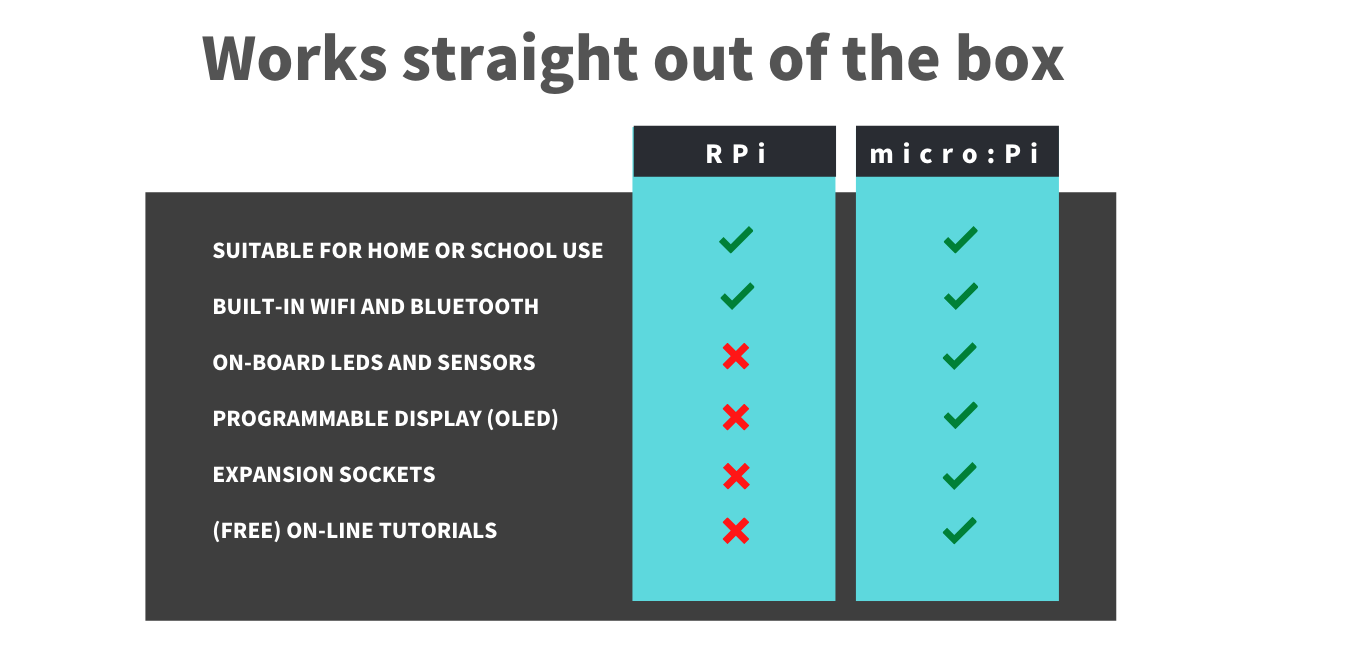 Works straight out of the box
RPi
micro:Pi
SUITABLE FOR HOME OR SCHOOL USE
BUILT-IN WIFI AND BLUETOOTH
ON-BOARD LEDS AND SENSORS
PROGRAMMABLE DISPLAY (OLED)
EXPANSION SOCKETS
(FREE) ON-LINE TUTORIALS